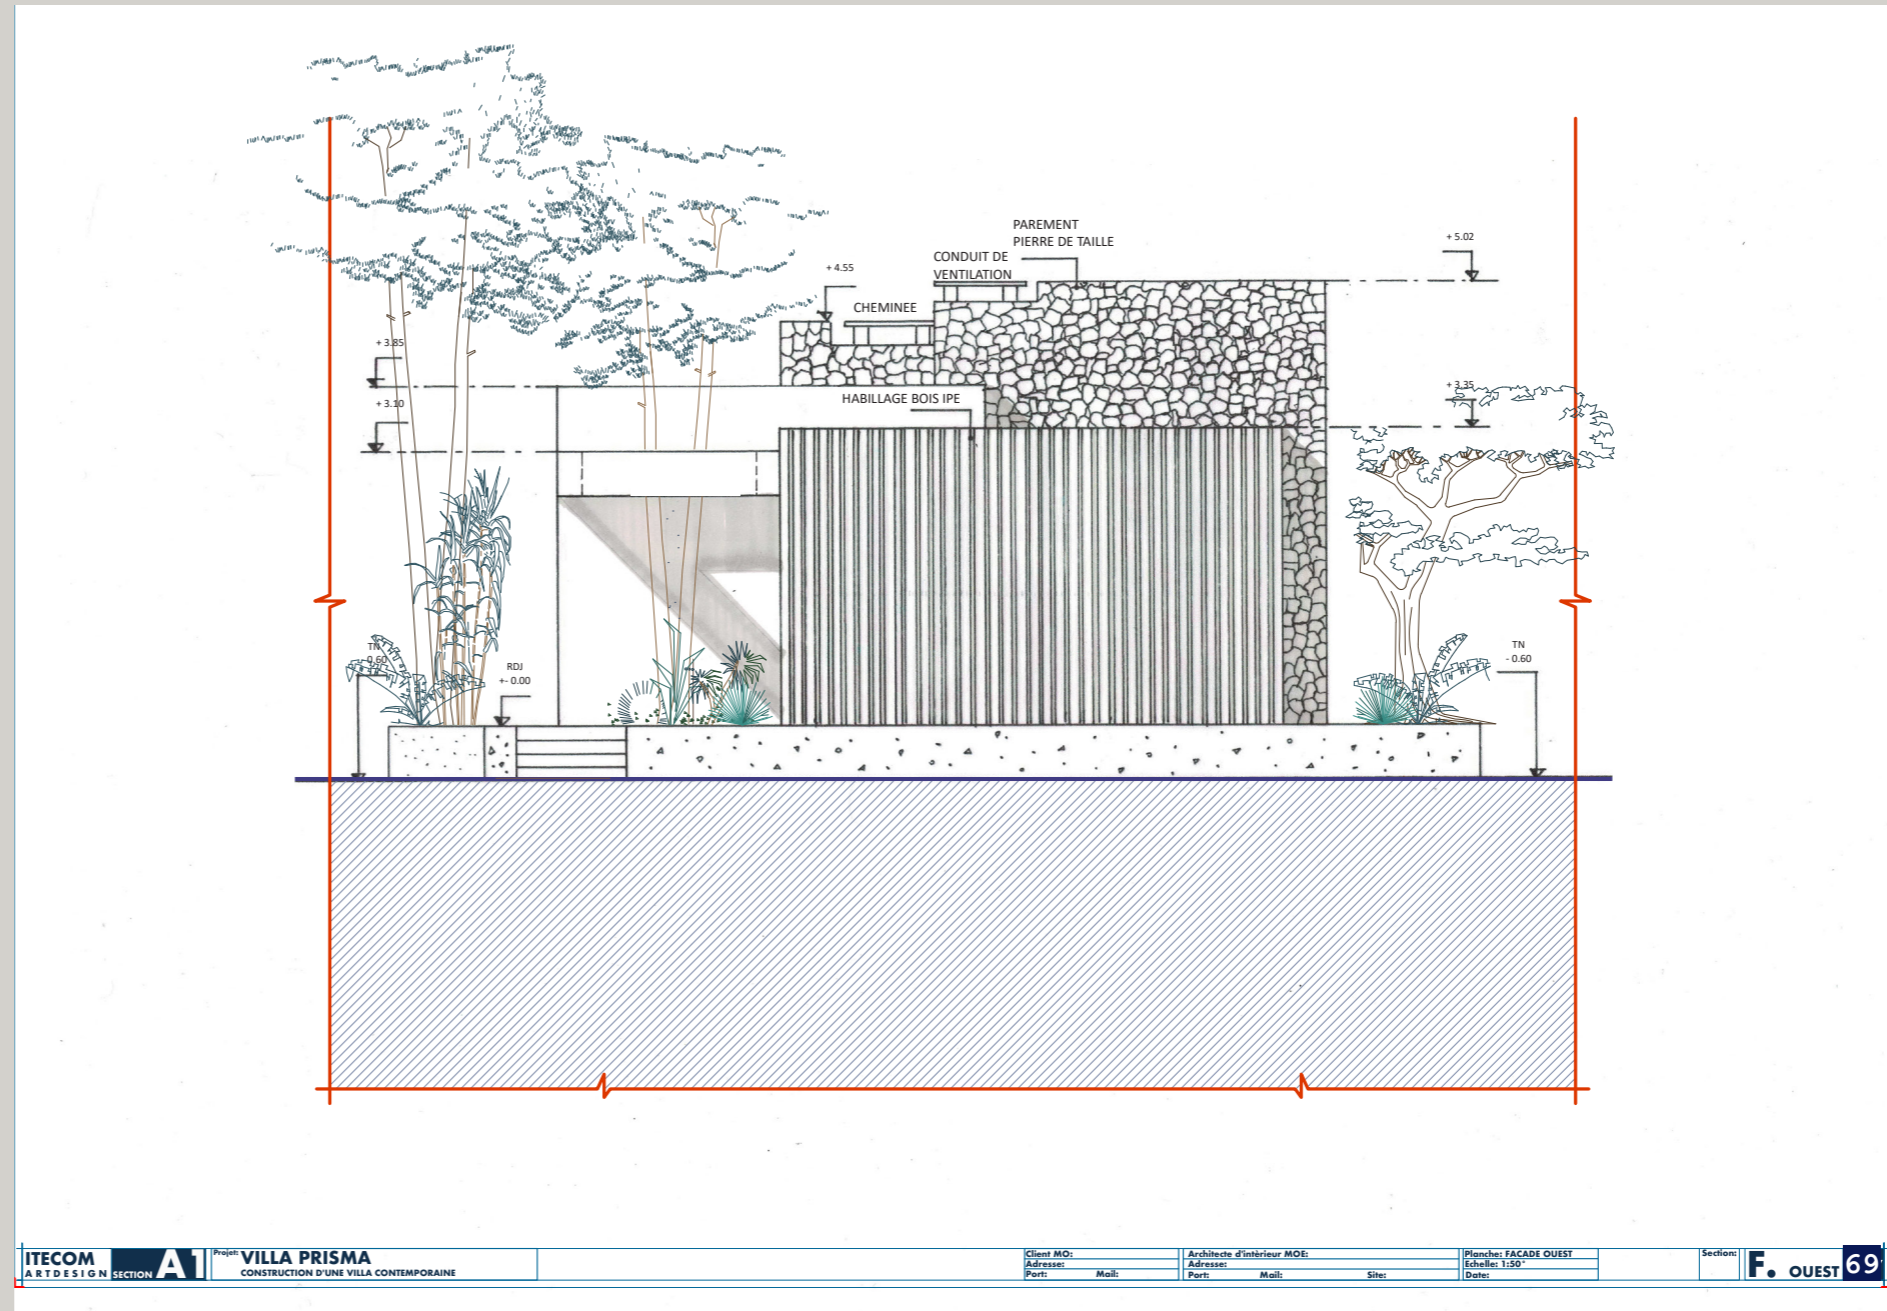 PAREMENT
PIERRE DE TAILLE
CONDUIT DE
VENTILATION
CHEMINEE
HABILLAGE BOIS IPE
+ 5.02
+ 4.55
+ 3.85
+ 3.10
+ 3.35
TN
- 0.60
RDJ
+- 0.00
TN
- 0.60
ITECOM
ARTDESIGN
SECTION A1
Projet: VILLA PRISMA
CONSTRUCTION D'UNE VILLA CONTEMPORAINE
Client MO:
Adresse:
Port: Mail:
Architecte d'intèrieur MOE:
Adresse:
Port: Mail: Site:
Planche: FACADE OUEST
Echelle: 1:50°
Date:
Section:
F. OUEST 69